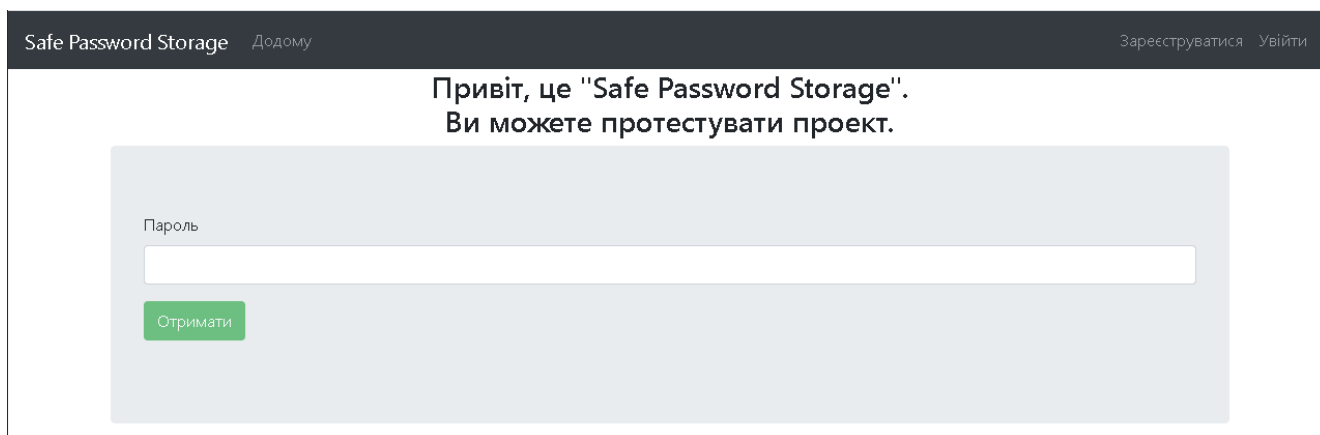 Safe Password Storage Додому Зареєструватися Увійти
Привіт, це "Safe Password Storage".
Ви можете протестувати проект.
Пароль
Отримати